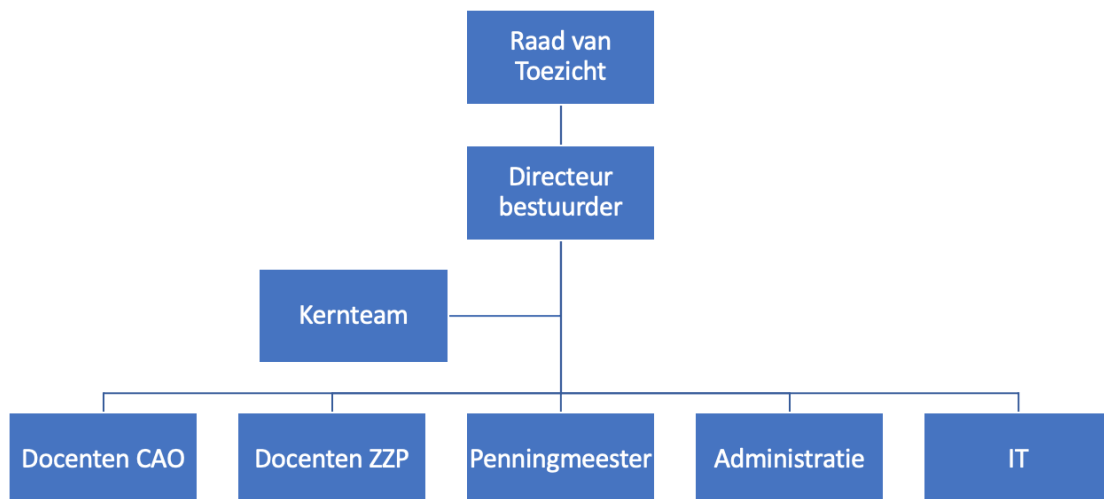 Raad van
Toezicht
Directeur
bestuurder
Kernteam
Docenten CAO
Docenten ZZP
Penningmeester
Administratie
IT